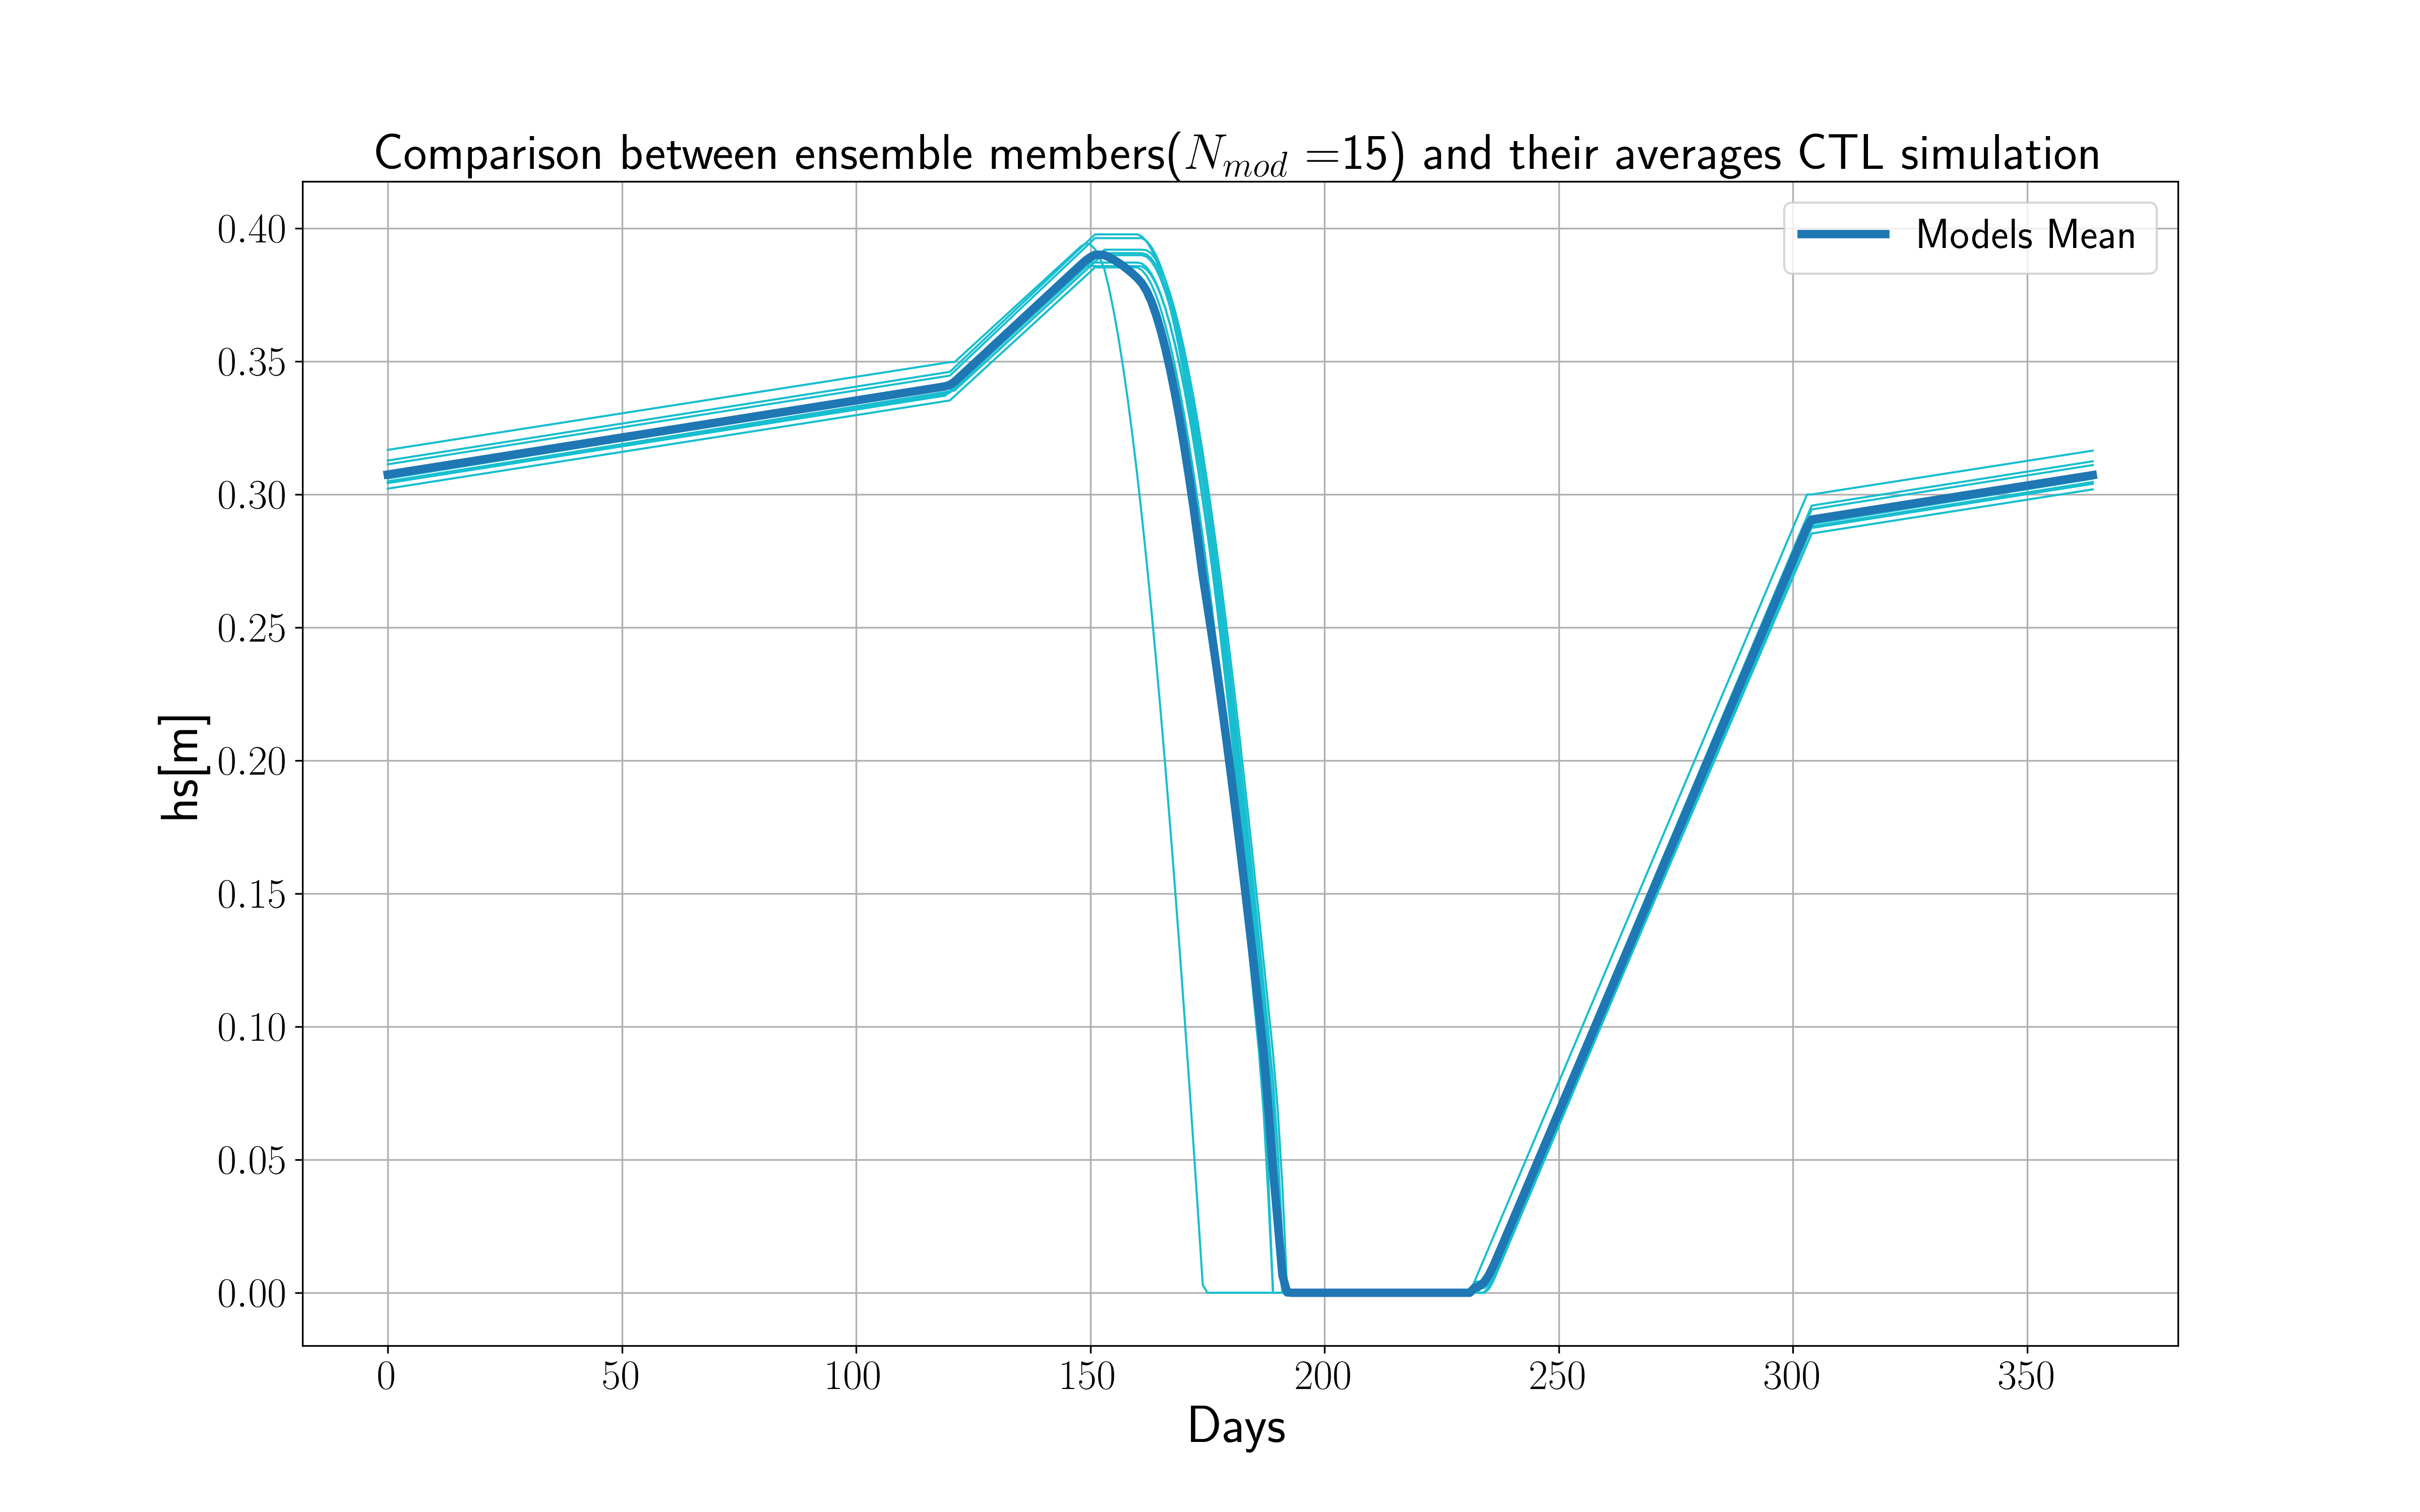 Comparison between ensemble members(N_mod =15) and their averages CTL simulation
Models Mean
hs[m]
0.40
0.35
0.30
0.25
0.20
0.15
0.10
0.05
0.00
0 50 100 150 200 250 300 350
Days